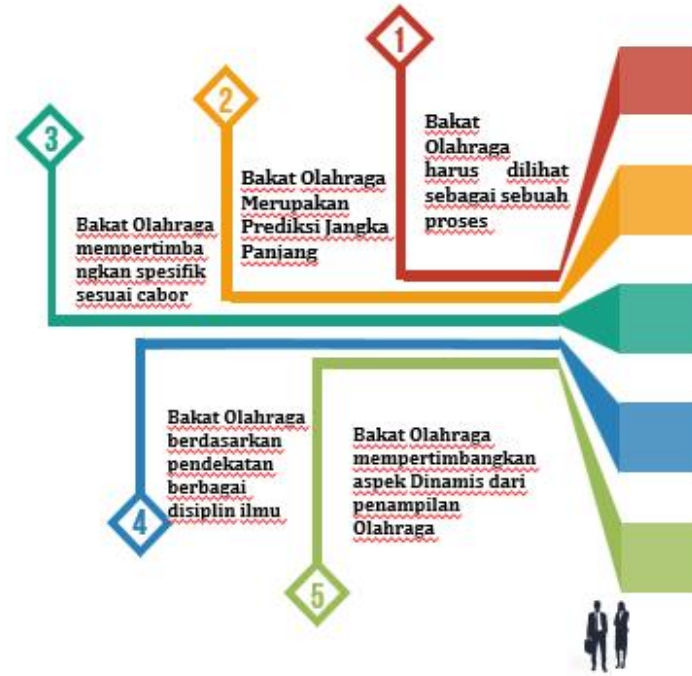 1
Bakat
Olahraga
harus dilihat
sebagai sebuah
proses
2
Bakat Olahraga
Merupakan
Prediksi Jangka
Panjang
3
Bakat Olahraga
mempertimba
ngkan spesifik
sesuai cabor
4
Bakat Olahraga
berdasarkan
pendekatan
berbagai
disiplin ilmu
5
Bakat Olahraga
mempertimbangkan
aspek Dinamis dari
penampilan
Olahraga